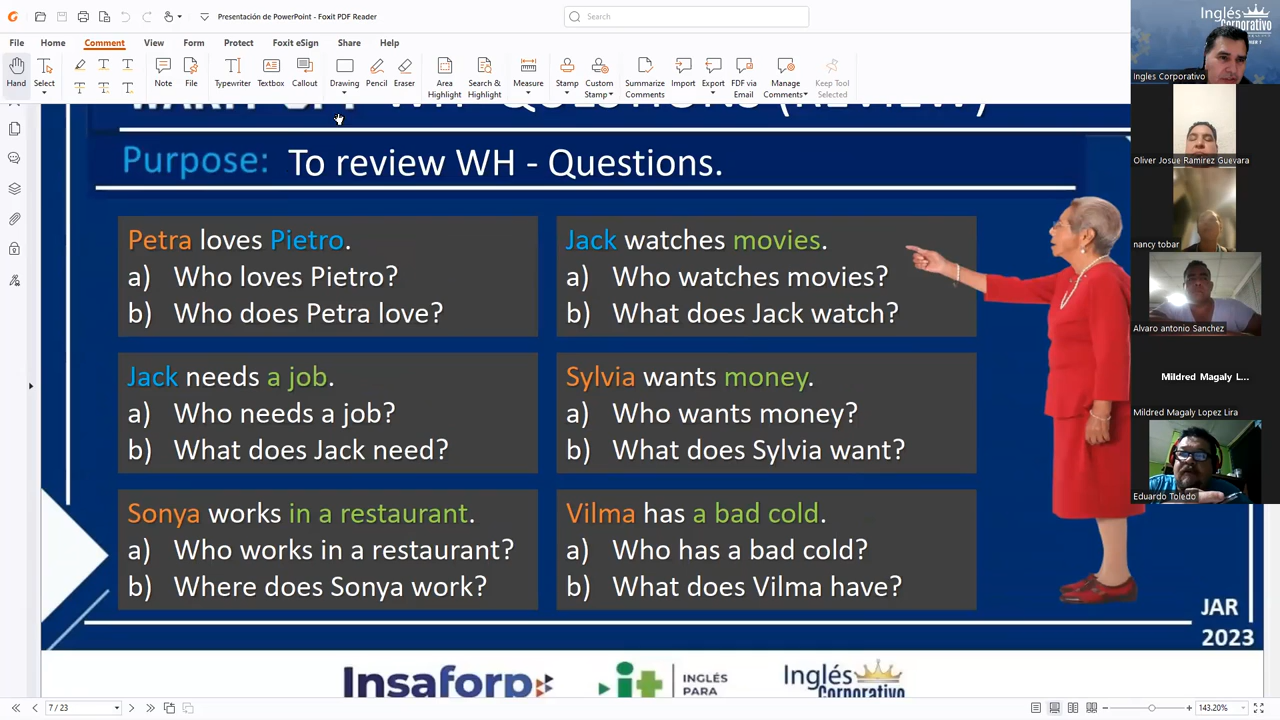 Presentación de PowerPoint - Foxit PDF Reader
Search
File Home Comment View Form Protect Foxit eSign Share Help
Hand Select Note File Typewriter Textbox Callout Drawing Pencil Eraser Area Highlight Search & Highlight Measure Stamp Custom Stamp Summarize Comments Import Export FDF via Email Manage Comments Keep Tool Selected
WARM UP! WH - QUESTIONS (REVIEW)
Purpose: To review WH - Questions.
Petra loves Pietro.
a) Who loves Pietro?
b) Who does Petra love?
Jack watches movies.
a) Who watches movies?
b) What does Jack watch?
Jack needs a job.
a) Who needs a job?
b) What does Jack need?
Sylvia wants money.
a) Who wants money?
b) What does Sylvia want?
Sonya works in a restaurant.
a) Who works in a restaurant?
b) Where does Sonya work?
Vilma has a bad cold.
a) Who has a bad cold?
b) What does Vilma have?
JAR
2023
Insaforp
it
INGLÉS
PARA
Inglés
Corporativo
Inglés
Corporativo
Ingles Corporativo
Oliver Josue Ramirez Guevara
nancy tobar
Alvaro antonio Sanchez
Mildred Magaly L...
Mildred Magaly Lopez Lira
Eduardo Toledo
7 / 23
143.20%